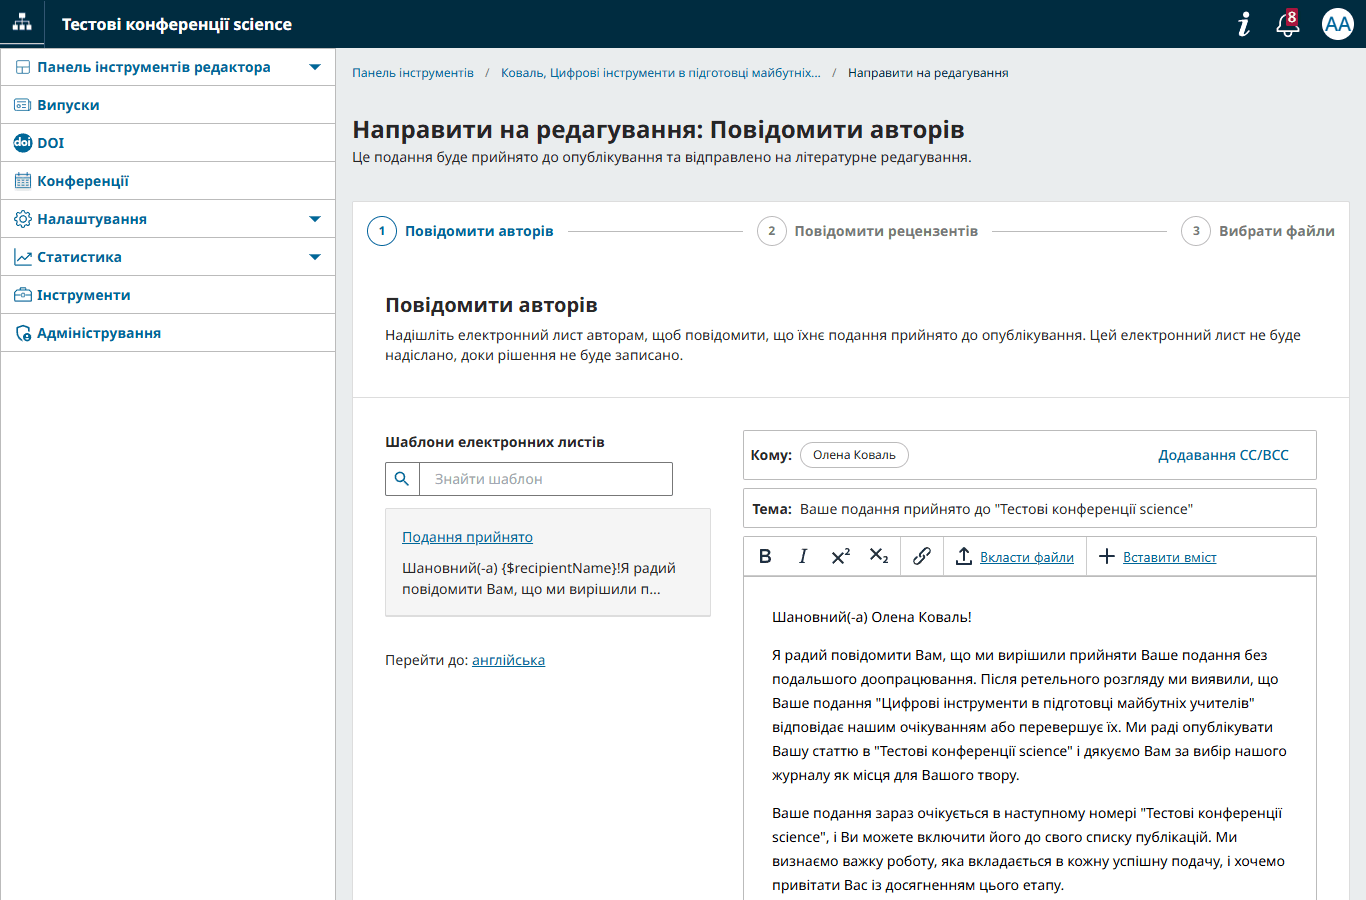 Тестові конференції science
8
AA
Панель інструментів редактора
Випуски
doi DOI
Конференції
Налаштування
Статистика
Інструменти
Адміністрування
Панель інструментів / Коваль, Цифрові інструменти в підготовці майбутніх... / Направити на редагування
Направити на редагування: Повідомити авторів
Це подання буде прийнято до опублікування та відправлено на літературне редагування.
1 Повідомити авторів
2 Повідомити рецензентів
3 Вибрати файли
Повідомити авторів
Надішліть електронний лист авторам, щоб повідомити, що їхнє подання прийнято до опублікування. Цей електронний лист не буде
надіслано, доки рішення не буде записано.
Шаблони електронних листів
Знайти шаблон
Подання прийнято
Шановний(-а) {$recipientName}!Я радий
повідомити Вам, що ми вирішили п...
Перейти до: англійська
Кому: Олена Коваль Додавання CC/BCC
Тема: Ваше подання прийнято до "Тестові конференції science"
B I x² x₂ Вкласти файли Вставити вміст
Шановний(-а) Олена Коваль!
Я радий повідомити Вам, що ми вирішили прийняти Ваше подання без
подальшого доопрацювання. Після ретельного розгляду ми виявили, що
Ваше подання "Цифрові інструменти в підготовці майбутніх учителів"
відповідає нашим очікуванням або перевершує їх. Ми раді опублікувати
Вашу статтю в "Тестові конференції science" і дякуємо Вам за вибір нашого
журналу як місця для Вашого твору.
Ваше подання зараз очікується в наступному номері "Тестові конференції
science", і Ви можете включити його до свого списку публікацій. Ми
визнаємо важку роботу, яка вкладається в кожну успішну подачу, і хочемо
привітати Вас із досягненням цього етапу.